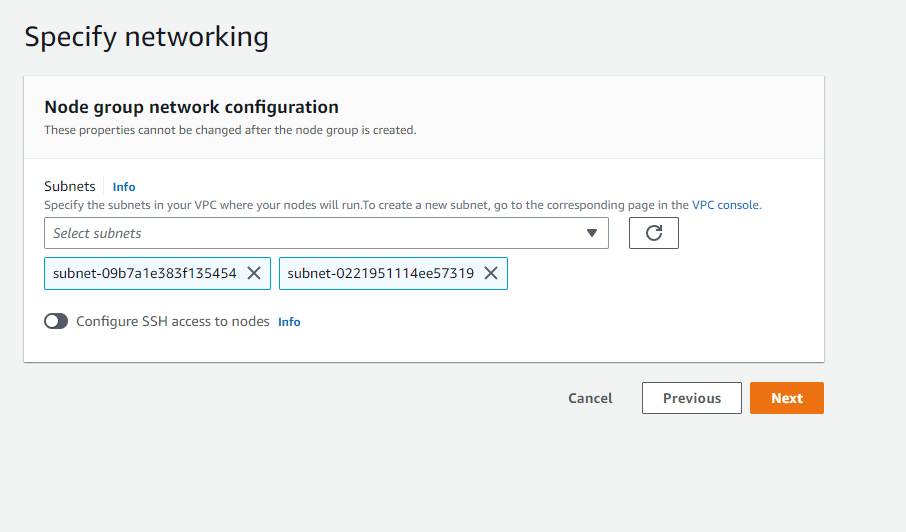 Specify networking
Node group network configuration
These properties cannot be changed after the node group is created.
Subnets Info
Specify the subnets in your VPC where your nodes will run.To create a new subnet, go to the corresponding page in the VPC console.
Select subnets
subnet-09b7a1e383f135454 subnet-0221951114ee57319
Configure SSH access to nodes Info
Cancel Previous Next